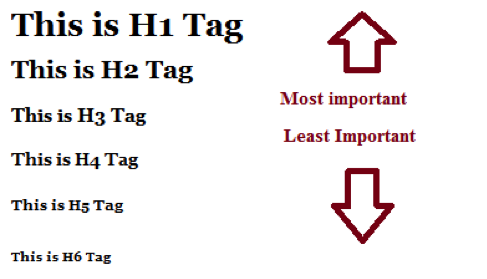 This is H1 Tag
This is H2 Tag
This is H3 Tag
This is H4 Tag
This is H5 Tag
This is H6 Tag
Most important
Least Important